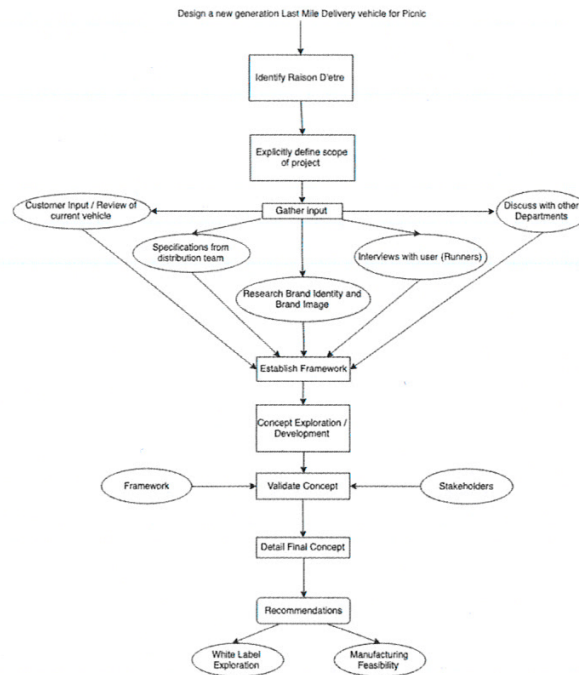 Design a new generation Last Mile Delivery vehicle for Picnic
Identify Raison D'etre
Explicitly define scope
of project
Gather input
Customer Input / Review of
current vehicle
Discuss with other
Departments
Specifications from
distribution team
Interviews with user (Runners)
Research Brand Identity and
Brand Image
Establish Framework
Concept Exploration /
Development
Framework
Validate Concept
Stakeholders
Detail Final Concept
Recommendations
White Label
Exploration
Manufacturing
Feasibility